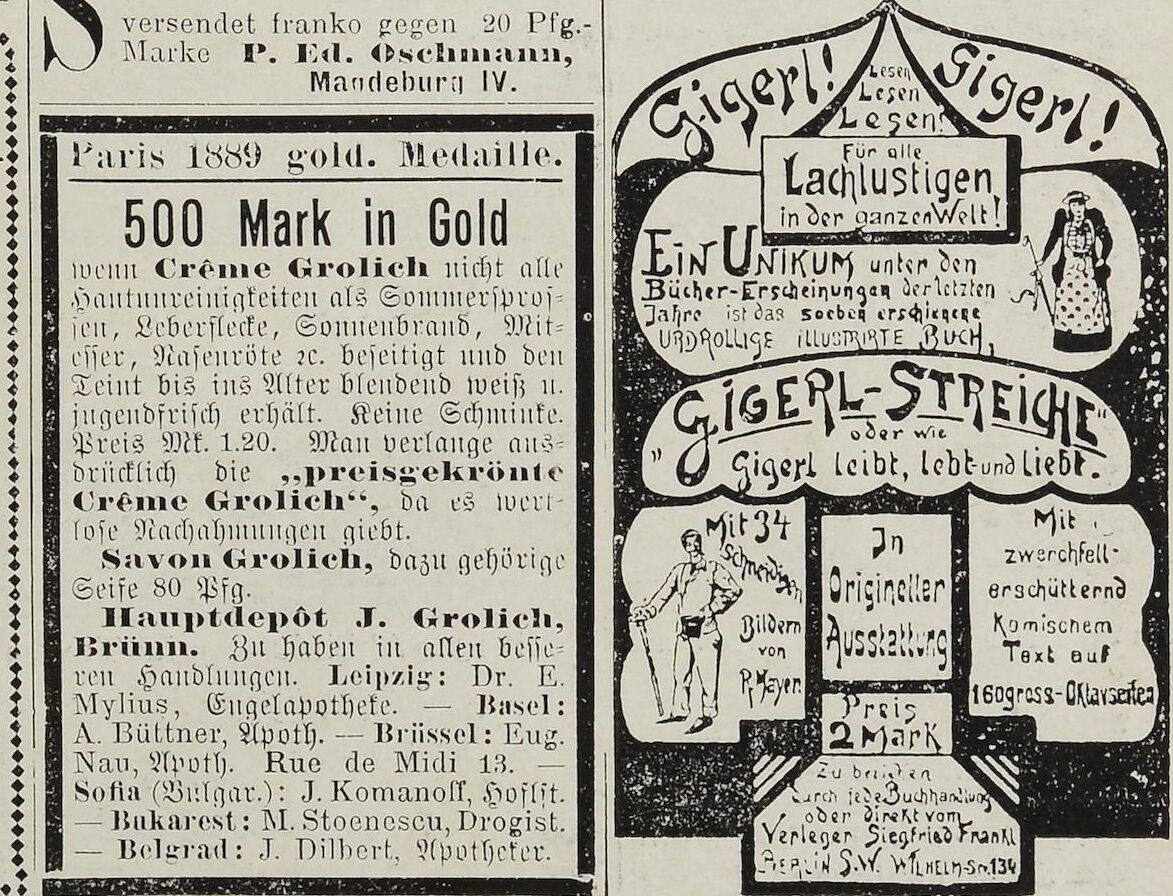 versendet franko gegen 20 Pfg.-
Marke P. Ed. Oschmann,
Magdeburg IV.
Paris 1889 gold. Medaille.
500 Mark in Gold
wenn Crême Grolich nicht alle
Hautunreinigkeiten als Sommerspros-
sen, Leberflecke, Sonnenbrand, Mit-
esser, Nasenröte ꝛc. beseitigt und den
Teint bis ins Alter blendend weiß u.
jugendfrisch erhält. Keine Schminke.
Preis Mk. 1.20. Man verlange aus-
drücklich die „preisgekrönte
Crême Grolich“, da es wert-
lose Nachahmungen giebt.
Savon Grolich, dazu gehörige
Seife 80 Pfg.
Hauptdepôt J. Grolich,
Brünn. Zu haben in allen besse-
ren Handlungen. Leipzig: Dr. E.
Mylius, Engelapotheke. — Basel:
A. Büttner, Apoth. — Brüssel: Eug.
Nau, Apoth. Rue de Midi 13. —
Sofia (Bulgar.): J. Komanoff, Hoflft.
— Bukarest: M. Stoenescu, Drogist.
— Belgrad: J. Dilbert, Apotheker.
Gigerl! Gigerl!
Lesen
Lesen
Lesen!
Für alle
Lachlustigen
in der ganzen Welt!
Ein Unikum unter den
Bücher-Erscheinungen der letzten
Jahre ist das soeben erschienene
urdrollige illustrirte Buch,
„Gigerl-Streiche“
oder wie
Gigerl leibt, lebt und liebt.
Mit 34
Schneidigen
Bildern
von
R. Mayer.
In
Origineller
Ausstattung
Mit
zwerchfell-
erschütternd
Komischem
Text auf
160 gross-Oktavseiten
Preis
2 Mark
Zu beziehen
durch jede Buchhandlung
oder direkt vom
Verleger Siegfried Frankl
Berlin S.W. Wilhelm-Str. 134